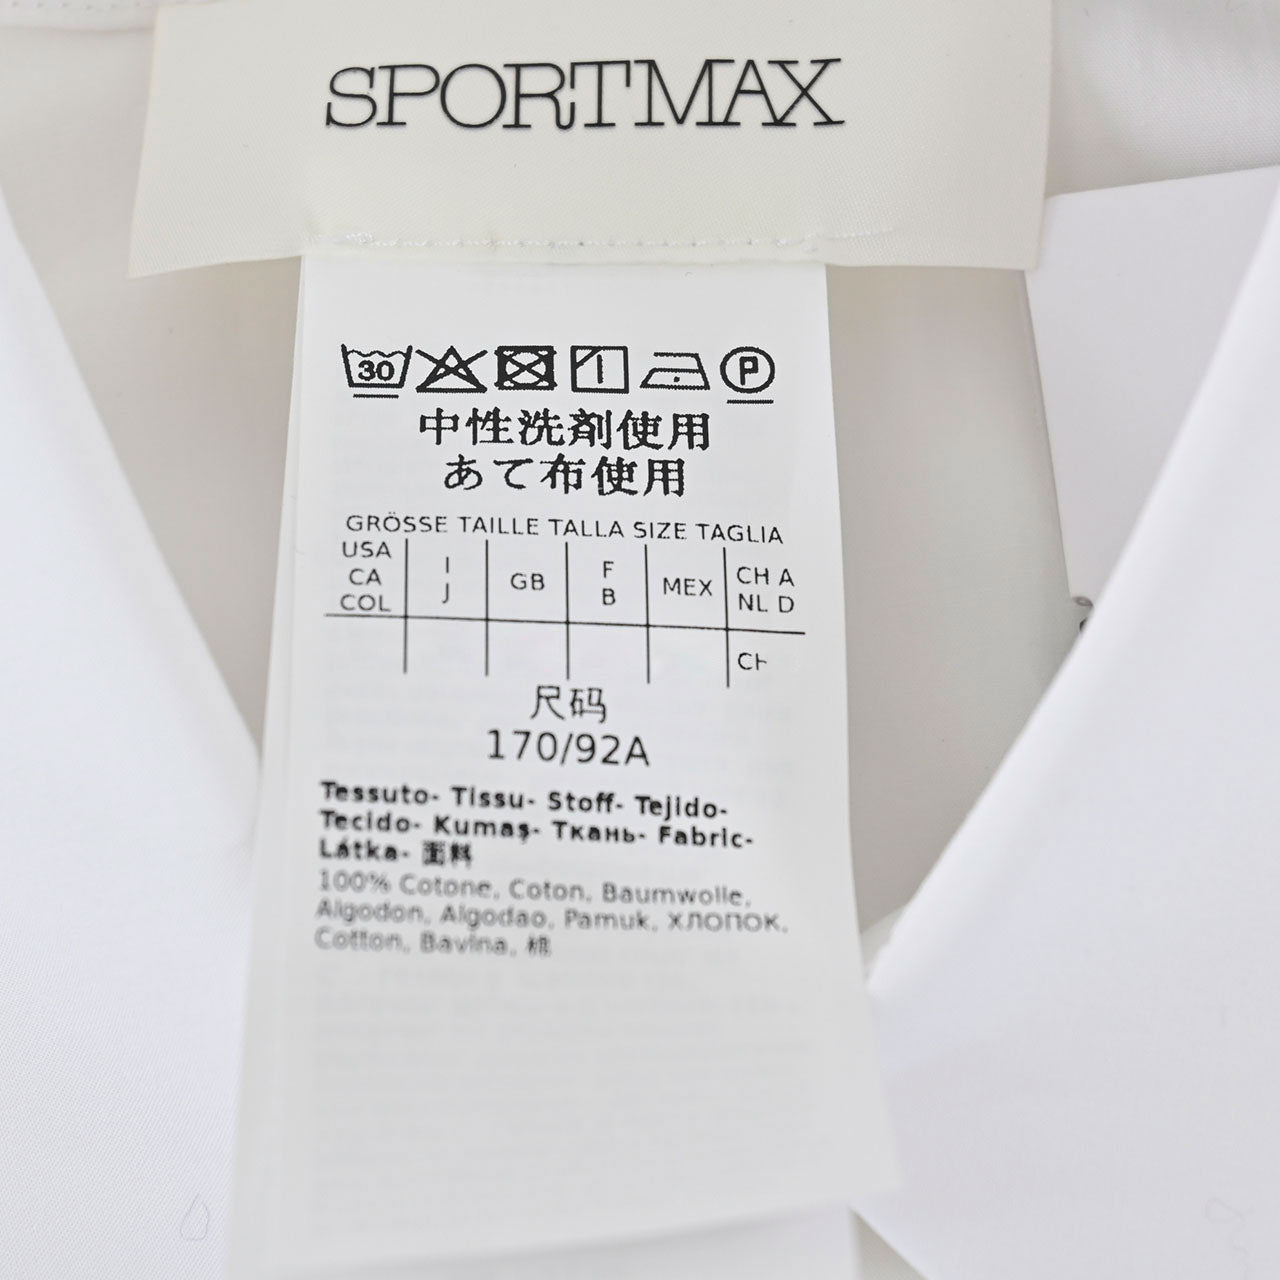 SPORTMAX
30 P
中性洗剤使用
あて布使用
GRÖSSE TAILLE TALLA SIZE TAGLIA
USA CA COL I J GB F B MEX CH A NL D
CH
尺码
170/92A
Tessuto- Tissu- Stoff- Tejido-
Tecido- Kumaş- Ткань- Fabric-
Látka- 面料
100% Cotone, Coton, Baumwolle,
Algodon, Algodao, Pamuk, ХЛОПОК,
Cotton, Bavlna, 棉